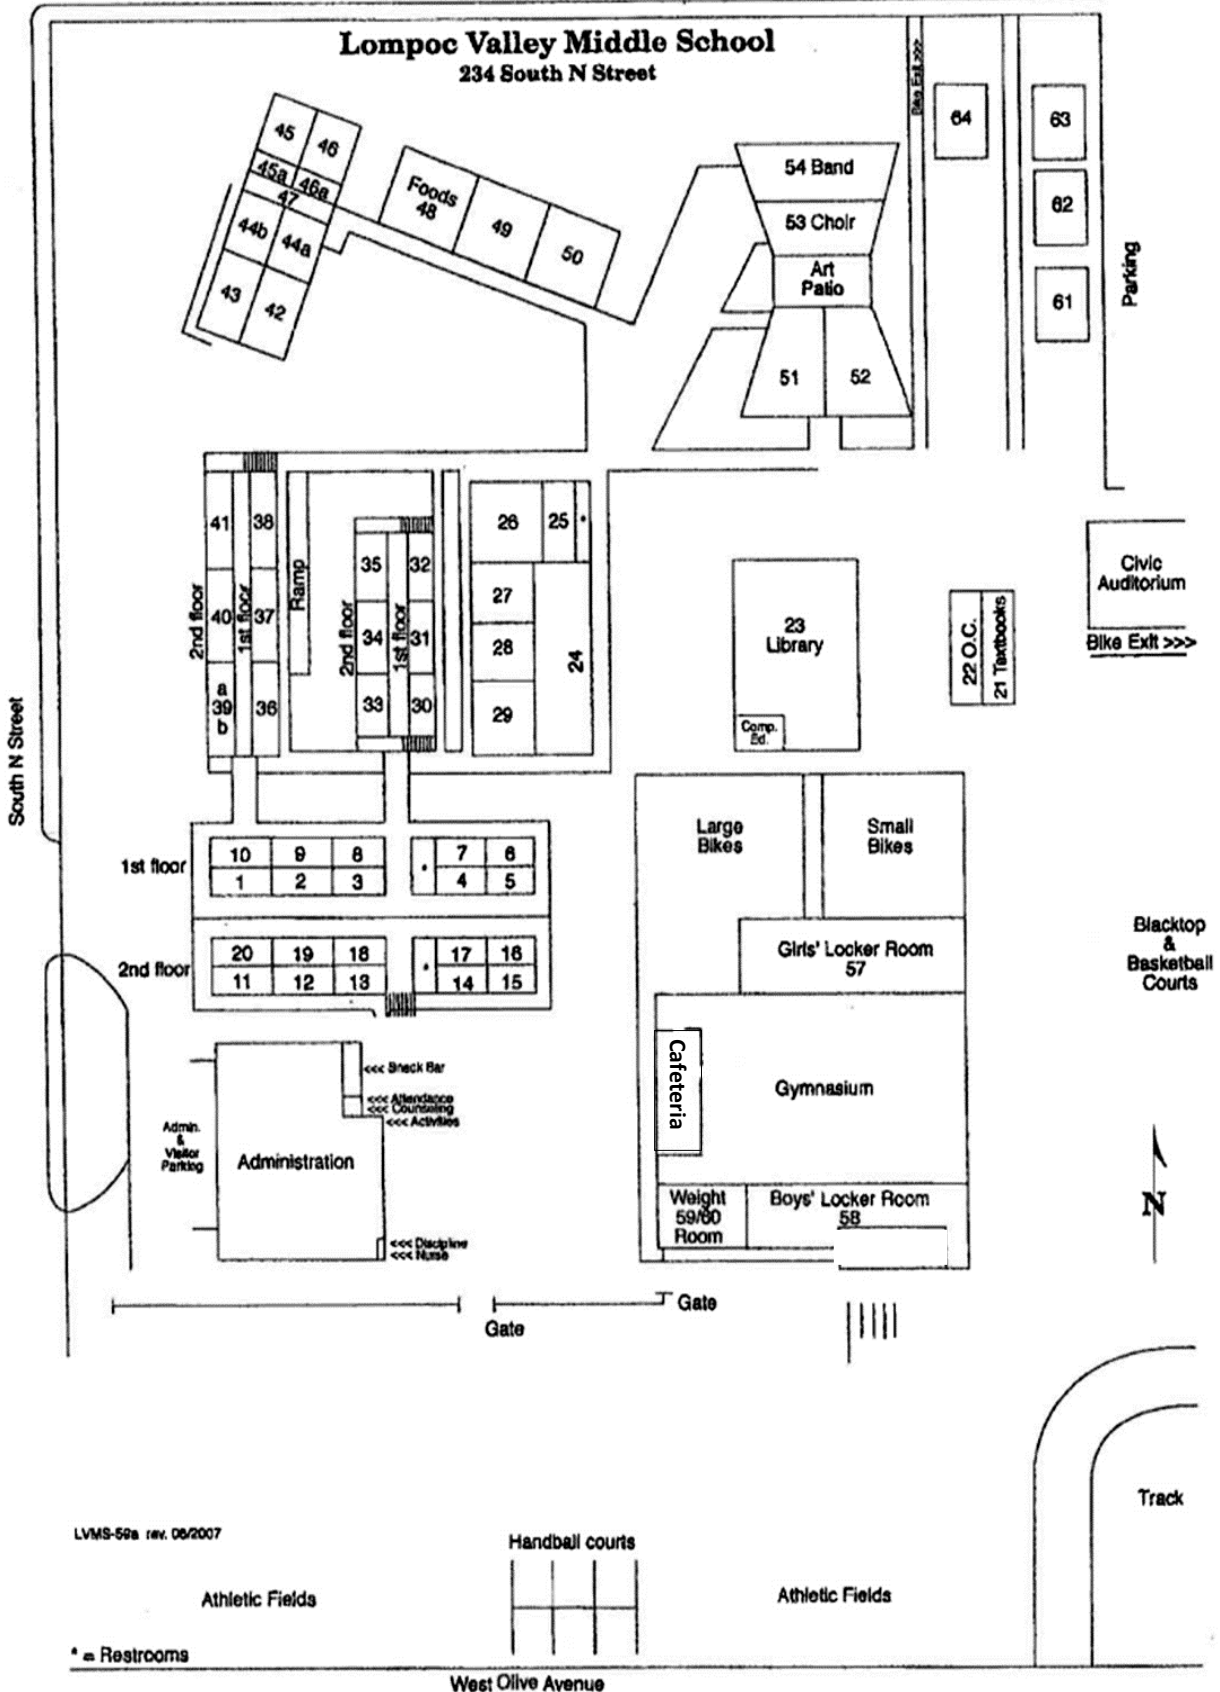 Lompoc Valley Middle School
234 South N Street
Bike Exit >>>
64
63
62
61
Parking
45
46
45a
46a
47
44b
44a
43
42
Foods
48
49
50
54 Band
53 Choir
Art
Patio
51
52
41
38
40
37
a
39
b
36
2nd floor
1st floor
Ramp
35
32
34
31
33
30
2nd floor
1st floor
26
25
*
27
28
29
24
23
Library
Comp.
Ed.
22 O.C.
21 Textbooks
Civic
Auditorium
Bike Exit >>>
South N Street
1st floor
10
9
8
*
7
6
1
2
3
4
5
2nd floor
20
19
18
*
17
16
11
12
13
14
15
Large
Bikes
Small
Bikes
Girls' Locker Room
57
Blacktop
&
Basketball
Courts
Cafeteria
Gymnasium
Weight
59/60
Room
Boys' Locker Room
58
<<< Snack Bar
<<< Attendance
<<< Counseling
<<< Activities
Admin.
&
Visitor
Parking
Administration
<<< Discipline
<<< Nurse
N
Gate
Gate
Track
LVMS-59a rev. 08/2007
Handball courts
Athletic Fields
Athletic Fields
* = Restrooms
West Olive Avenue